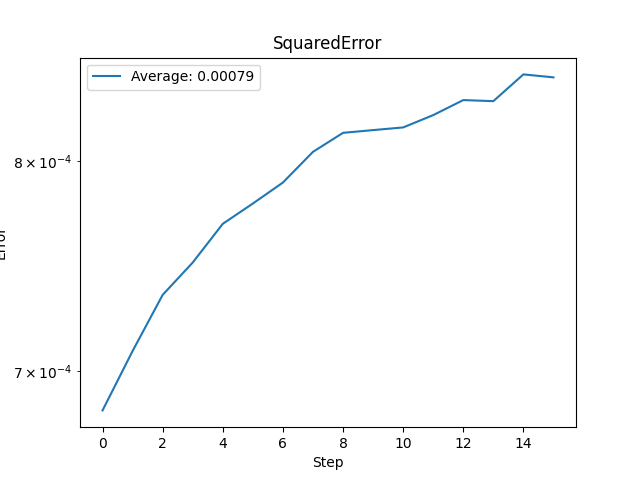 SquaredError
Average: 0.00079
8 × 10⁻⁴
7 × 10⁻⁴
Error
0 2 4 6 8 10 12 14
Step